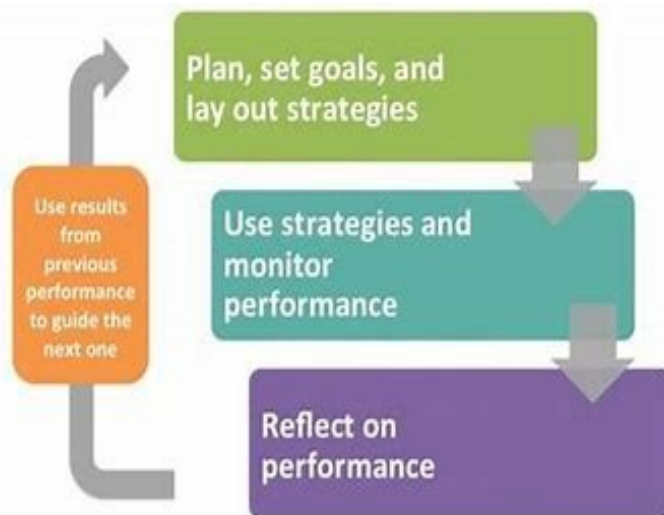 Plan, set goals, and
lay out strategies
Use strategies and
monitor
performance
Reflect on
performance
Use results
from
previous
performance
to guide the
next one